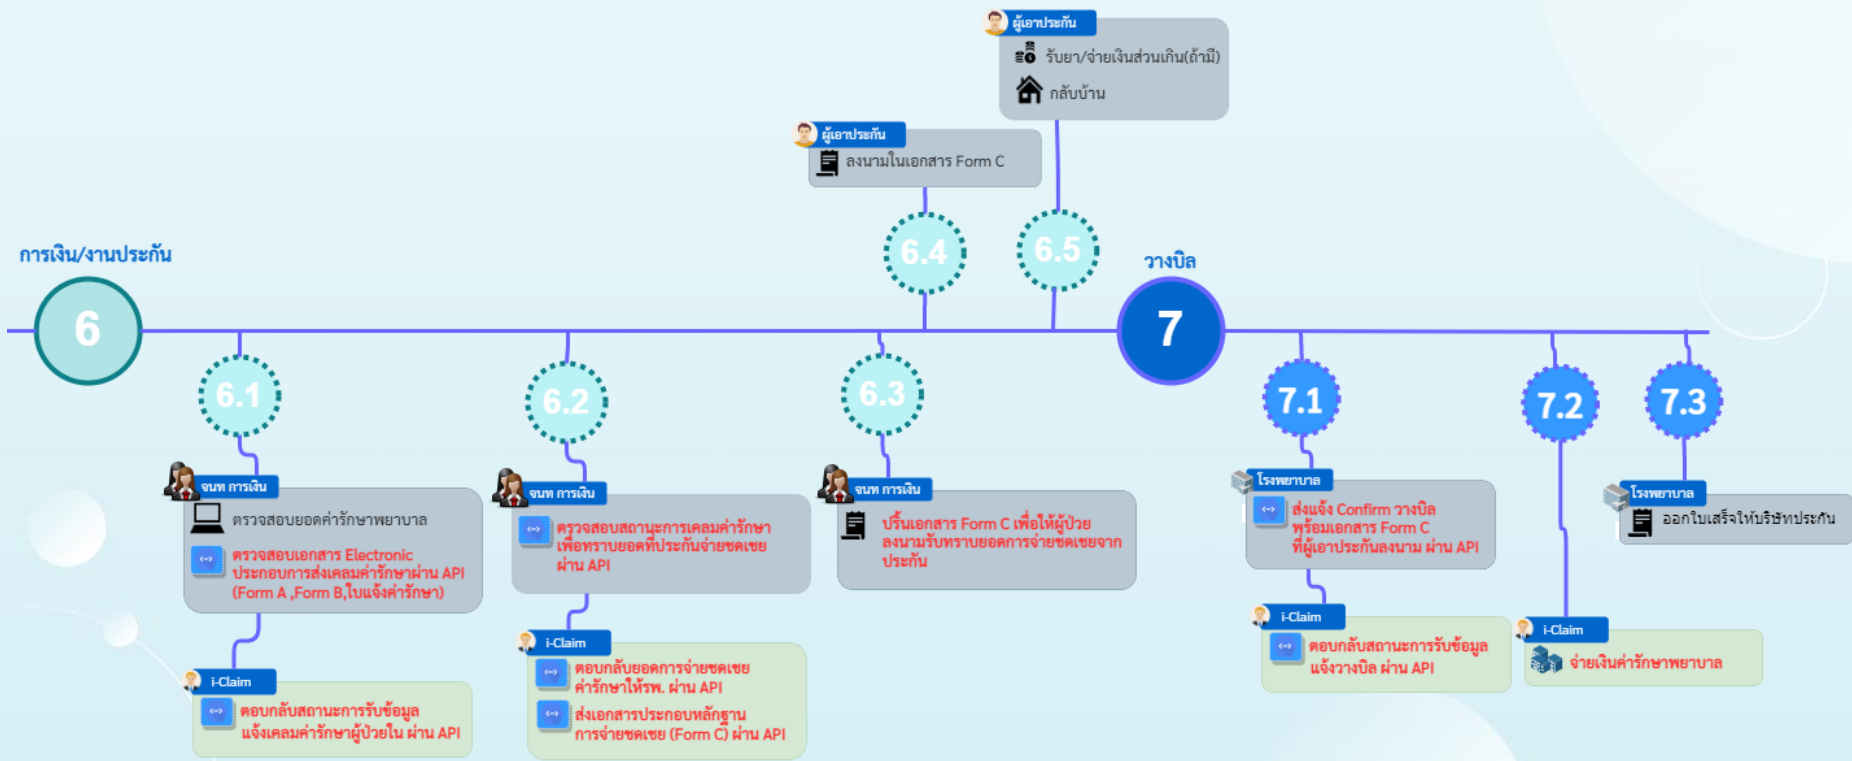 ผู้เอาประกัน
รับยา/จ่ายเงินส่วนเกิน(ถ้ามี)
กลับบ้าน
ผู้เอาประกัน
ลงนามในเอกสาร Form C
6.4
6.5
การเงิน/งานประกัน
วางบิล
6
7
6.1
6.2
6.3
7.1
7.2
7.3
จนท การเงิน
ตรวจสอบยอดค่ารักษาพยาบาล
ตรวจสอบเอกสาร Electronic
ประกอบการส่งเคลมค่ารักษาผ่าน API
(Form A ,Form B,ใบแจ้งค่ารักษา)
i-Claim
ตอบกลับสถานะการรับข้อมูล
แจ้งเคลมค่ารักษาผู้ป่วยใน ผ่าน API
จนท การเงิน
ตรวจสอบสถานะการเคลมค่ารักษา
เพื่อทราบยอดที่ประกันจ่ายชดเชย
ผ่าน API
i-Claim
ตอบกลับยอดการจ่ายชดเชย
ค่ารักษาให้รพ. ผ่าน API
ส่งเอกสารประกอบหลักฐาน
การจ่ายชดเชย (Form C) ผ่าน API
จนท การเงิน
ปริ้นเอกสาร Form C เพื่อให้ผู้ป่วย
ลงนามรับทราบยอดการจ่ายชดเชยจาก
ประกัน
โรงพยาบาล
ส่งแจ้ง Confirm วางบิล
พร้อมเอกสาร Form C
ที่ผู้เอาประกันลงนาม ผ่าน API
i-Claim
ตอบกลับสถานะการรับข้อมูล
แจ้งวางบิล ผ่าน API
i-Claim
จ่ายเงินค่ารักษาพยาบาล
โรงพยาบาล
ออกใบเสร็จให้บริษัทประกัน